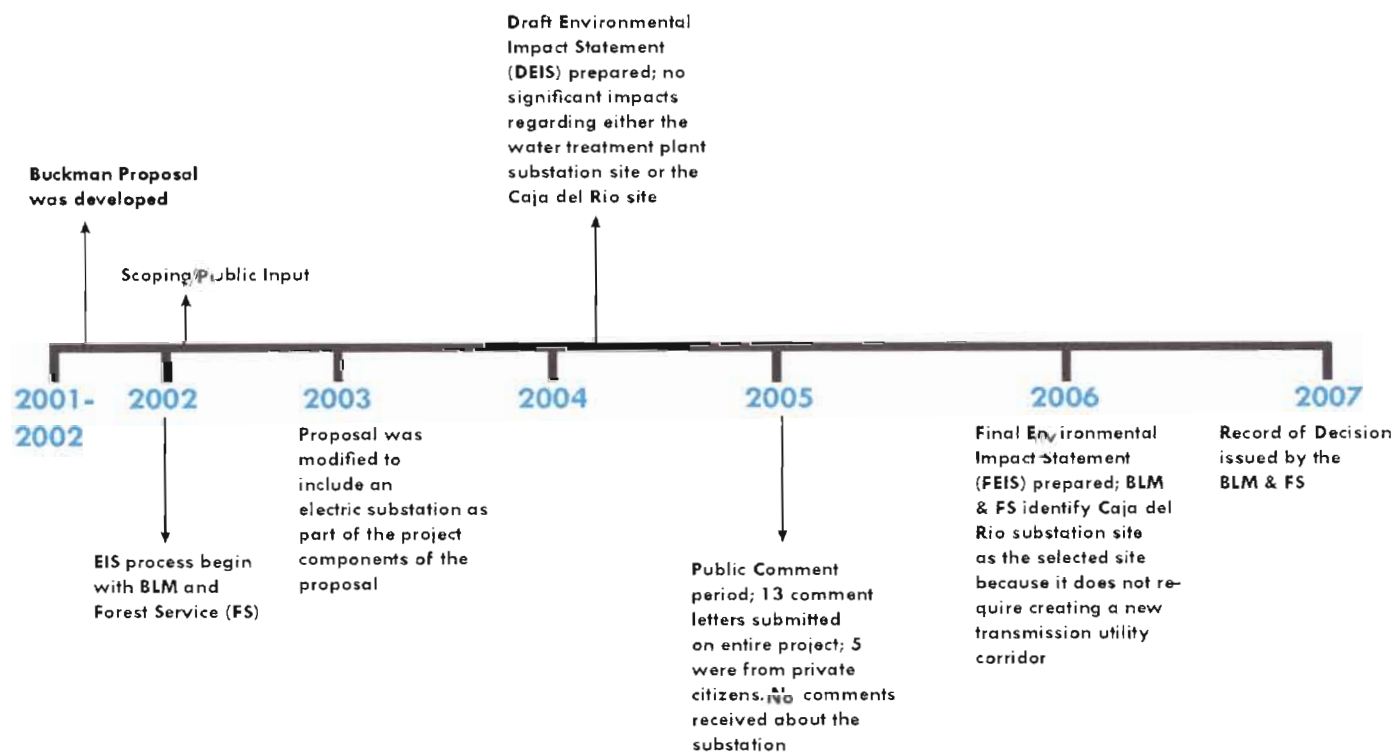 Draft Environmental
Impact Statement
(DEIS) prepared; no
significant impacts
regarding either the
water treatment plant
substation site or the
Caja del Rio site
Buckman Proposal
was developed
Scoping/Public Input
2001-
2002
2002
2003
2004
2005
2006
2007
EIS process begin
with BLM and
Forest Service (FS)
Proposal was
modified to
include an
electric substation as
part of the project
components of the
proposal
Public Comment
period; 13 comment
letters submitted
on entire project; 5
were from private
citizens. No comments
received about the
substation
Final Environmental
Impact Statement
(FEIS) prepared; BLM
& FS identify Caja del
Rio substation site
as the selected site
because it does not re-
quire creating a new
transmission utility
corridor
Record of Decision
issued by the
BLM & FS